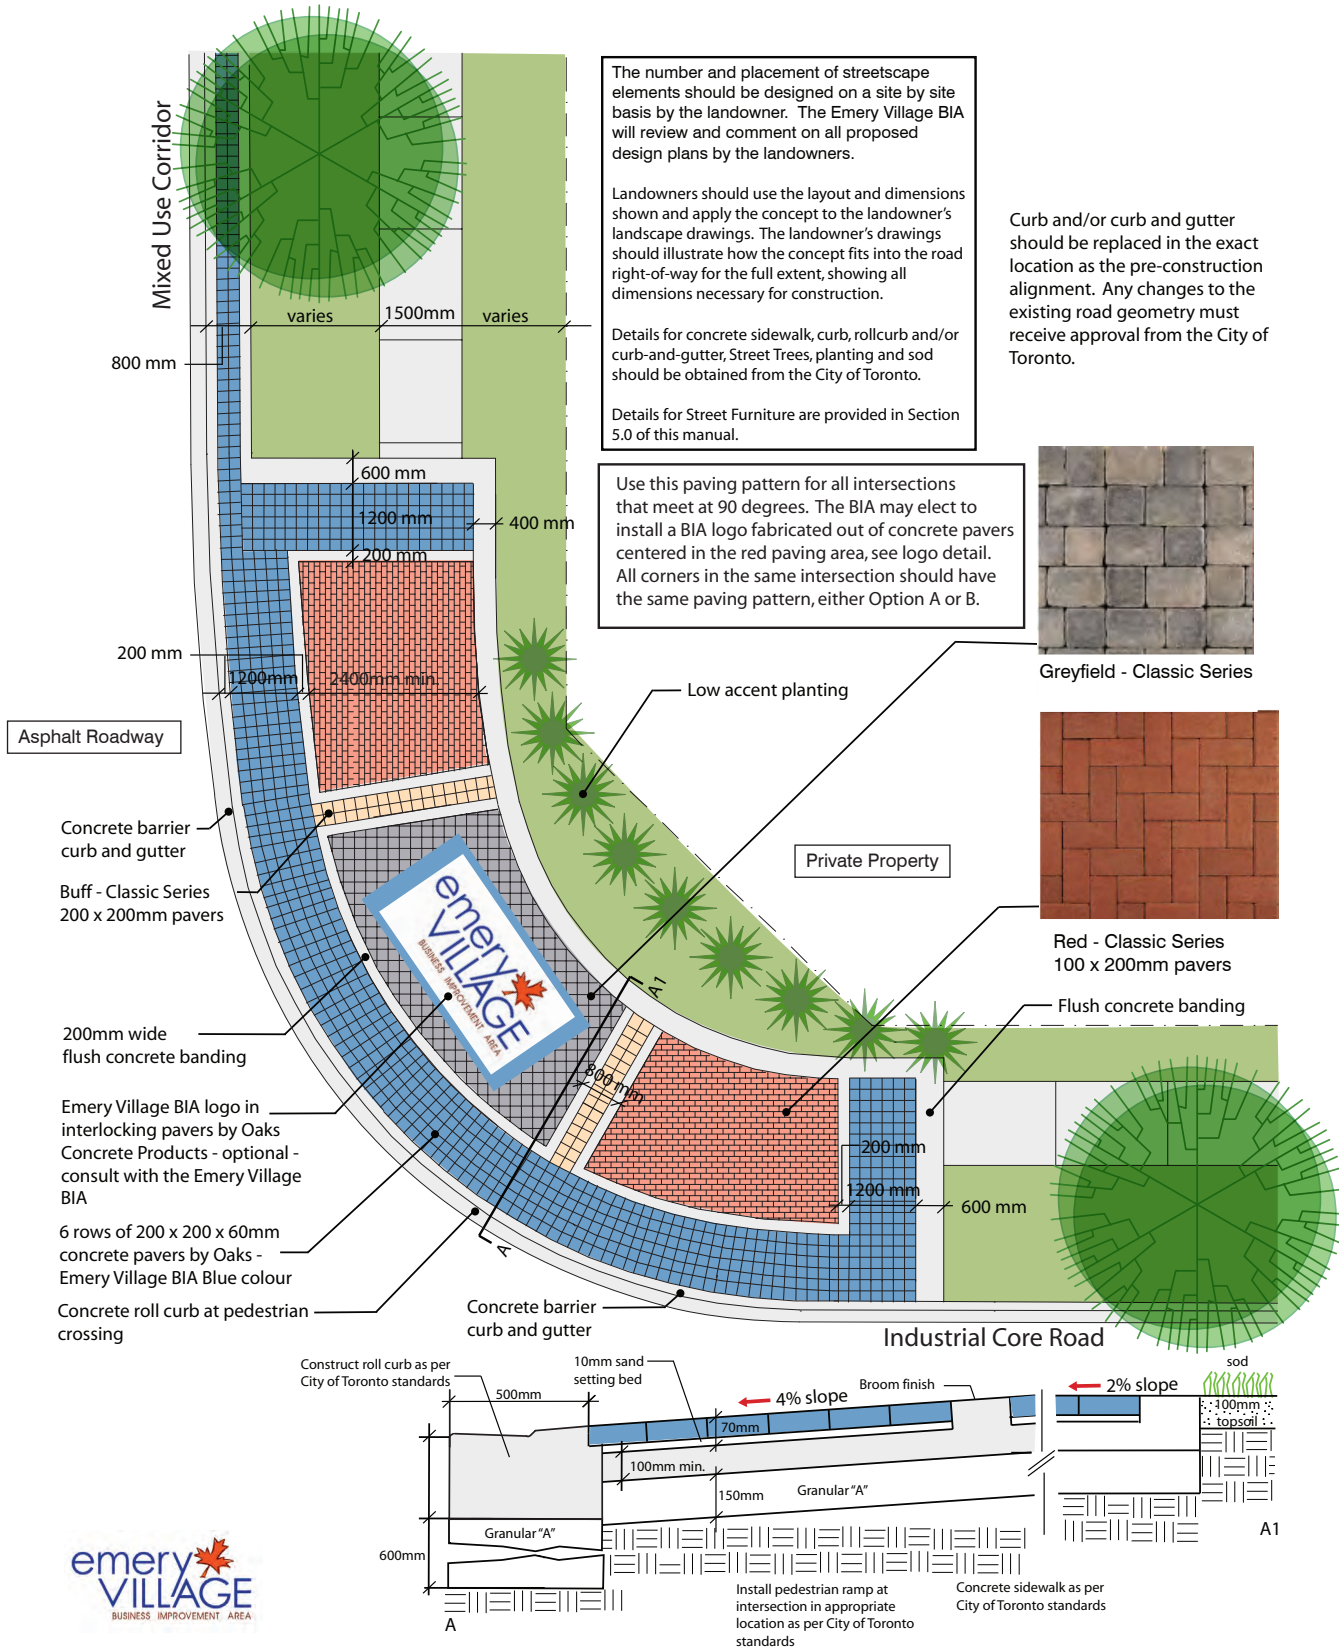 The number and placement of streetscape
elements should be designed on a site by site
basis by the landowner. The Emery Village BIA
will review and comment on all proposed
design plans by the landowners.
Landowners should use the layout and dimensions
shown and apply the concept to the landowner's
landscape drawings. The landowner's drawings
should illustrate how the concept fits into the road
right-of-way for the full extent, showing all
dimensions necessary for construction.
Details for concrete sidewalk, curb, rollcurb and/or
curb-and-gutter, Street Trees, planting and sod
should be obtained from the City of Toronto.
Details for Street Furniture are provided in Section
5.0 of this manual.
Curb and/or curb and gutter
should be replaced in the exact
location as the pre-construction
alignment. Any changes to the
existing road geometry must
receive approval from the City of
Toronto.
Mixed Use Corridor
varies
1500mm
varies
800 mm
600 mm
1200 mm
400 mm
200 mm
Use this paving pattern for all intersections
that meet at 90 degrees. The BIA may elect to
install a BIA logo fabricated out of concrete pavers
centered in the red paving area, see logo detail.
All corners in the same intersection should have
the same paving pattern, either Option A or B.
Greyfield - Classic Series
200 mm
1200mm
2400mm min.
Low accent planting
Asphalt Roadway
Concrete barrier
curb and gutter
Private Property
Buff - Classic Series
200 x 200mm pavers
emery
VILLAGE
BUSINESS IMPROVEMENT AREA
Red - Classic Series
100 x 200mm pavers
A1
Flush concrete banding
200mm wide
flush concrete banding
800 mm
Emery Village BIA logo in
interlocking pavers by Oaks
Concrete Products - optional -
consult with the Emery Village
BIA
200 mm
1200 mm
600 mm
6 rows of 200 x 200 x 60mm
concrete pavers by Oaks -
Emery Village BIA Blue colour
A
Concrete roll curb at pedestrian
crossing
Concrete barrier
curb and gutter
Industrial Core Road
Construct roll curb as per
City of Toronto standards
10mm sand
setting bed
500mm
4% slope
Broom finish
2% slope
sod
100mm
topsoil
70mm
100mm min.
150mm
Granular "A"
Granular "A"
600mm
A
A1
Install pedestrian ramp at
intersection in appropriate
location as per City of Toronto
standards
Concrete sidewalk as per
City of Toronto standards
emery
VILLAGE
BUSINESS IMPROVEMENT AREA